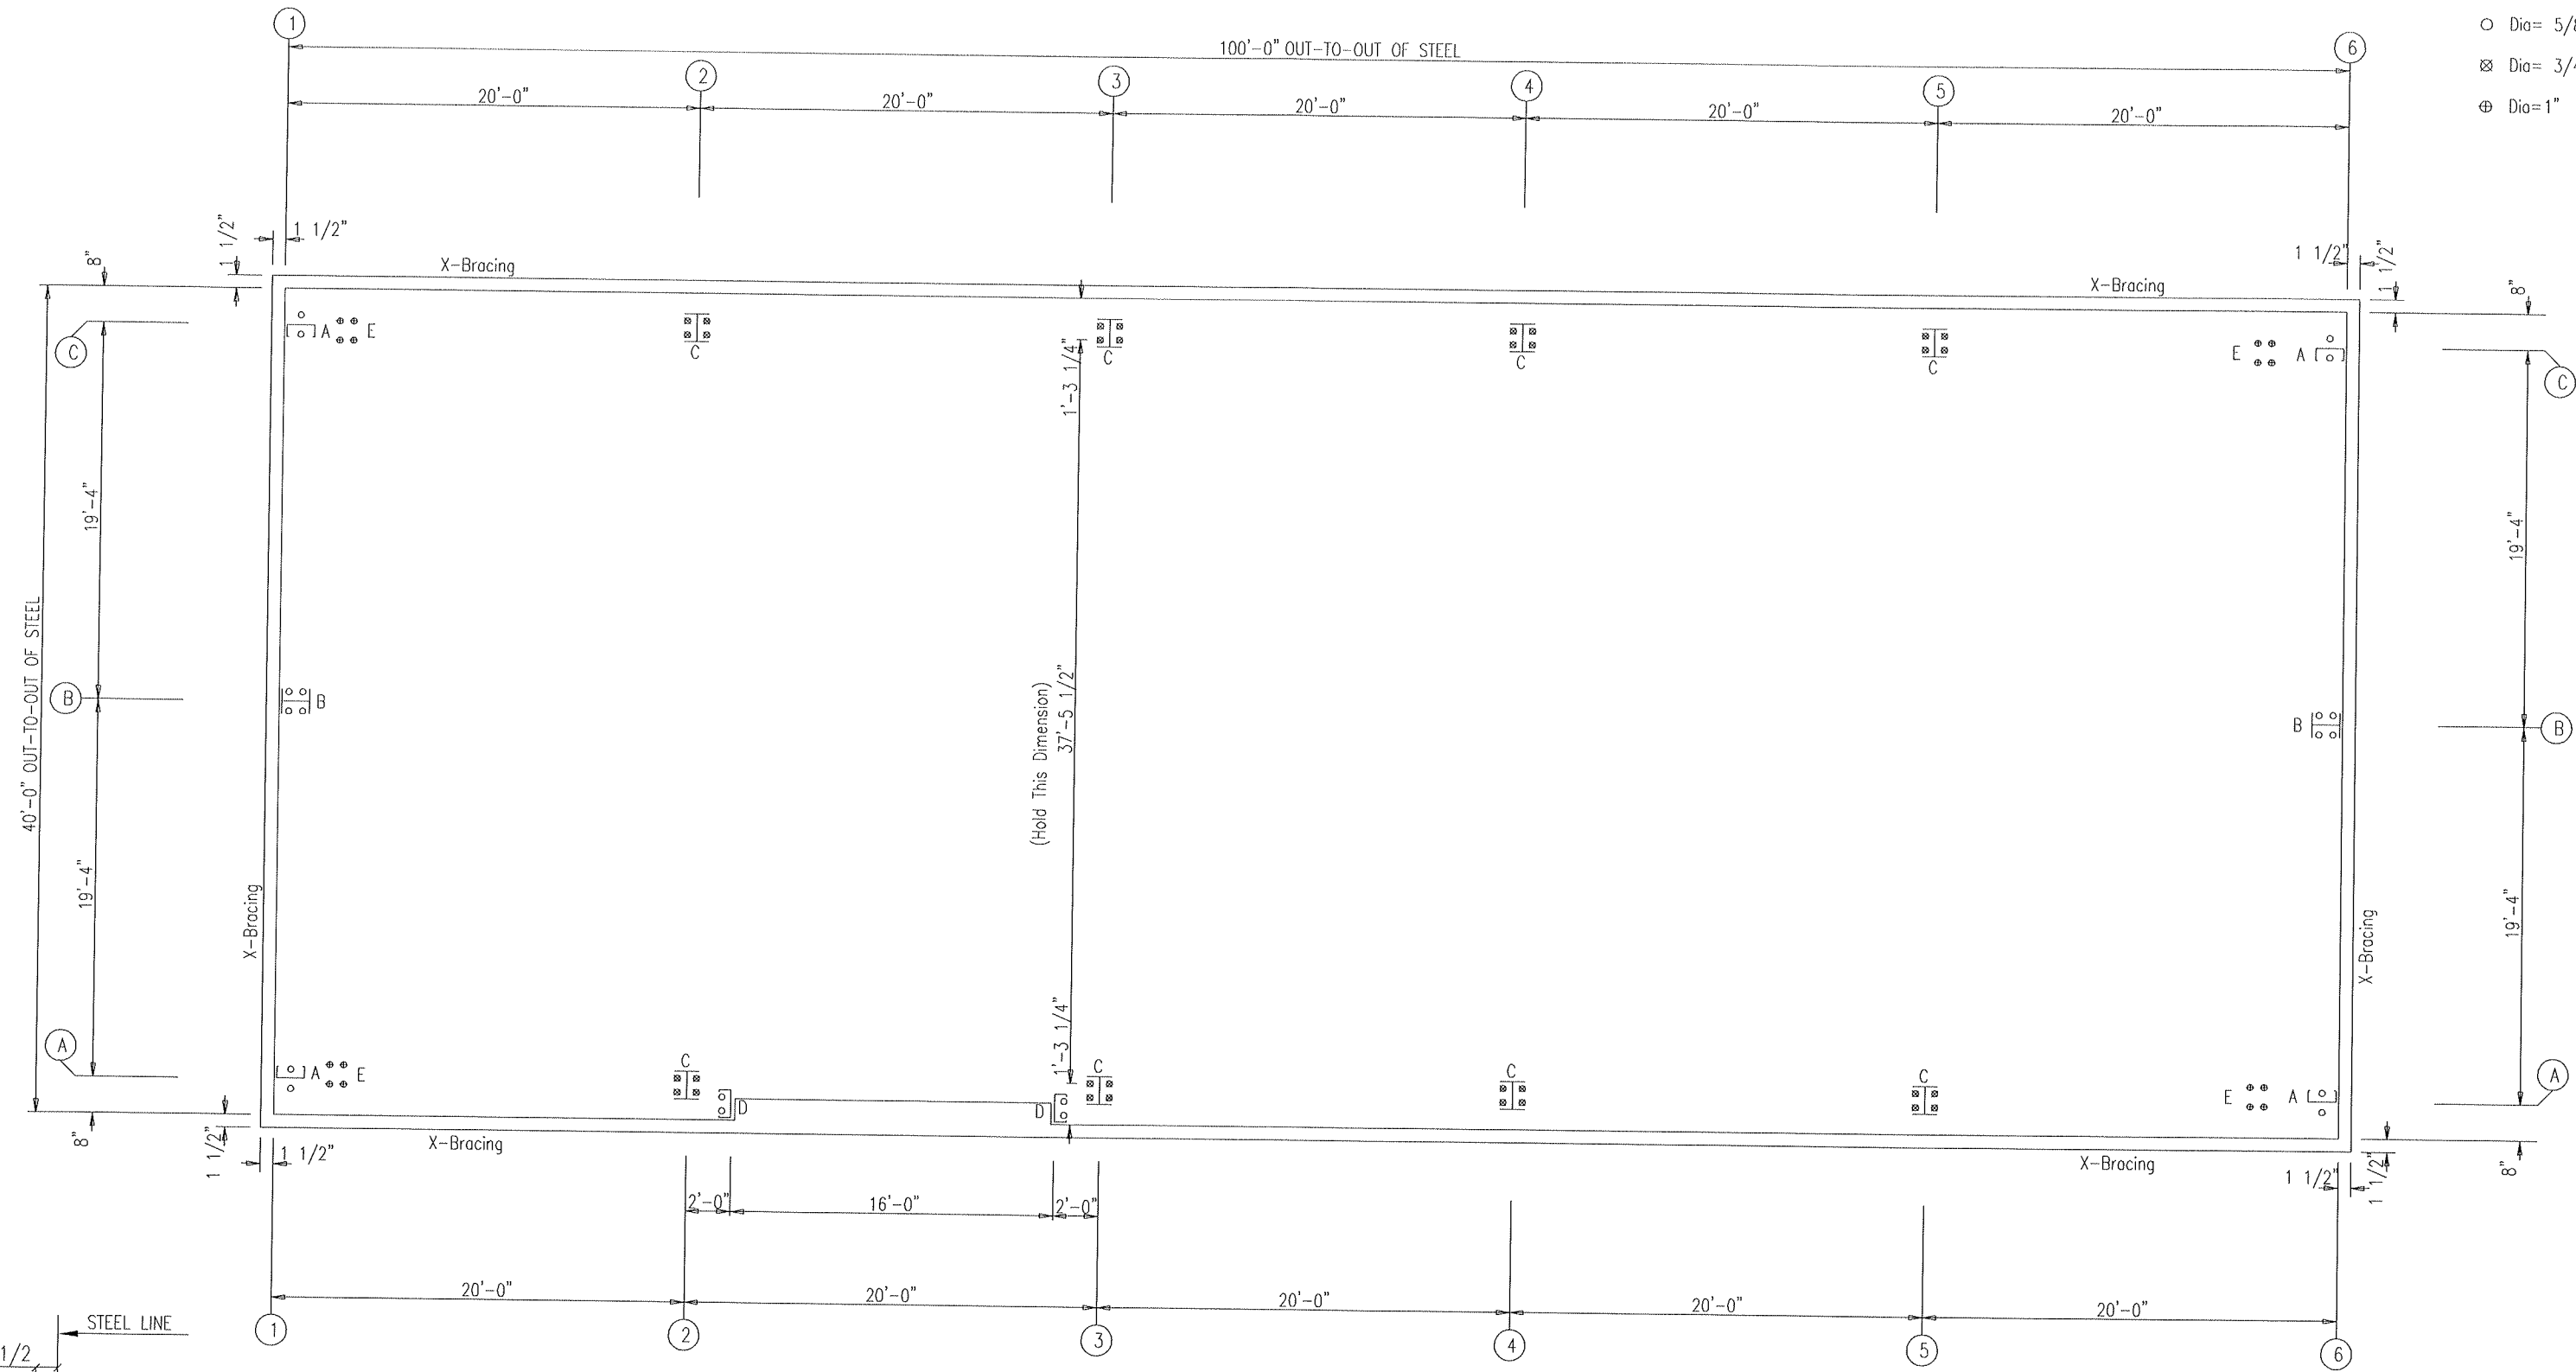 ○ Dia= 5/8
⊗ Dia= 3/4
⊕ Dia=1"
1
6
100'-0" OUT-TO-OUT OF STEEL
2
3
4
5
20'-0"
20'-0"
20'-0"
20'-0"
20'-0"
1 1/2"
1 1/2"
8"
X-Bracing
X-Bracing
1 1/2"
1 1/2"
8"
C
A
E
C
C
C
C
E
A
C
1'-3 1/4"
19'-4"
19'-4"
40'-0" OUT-TO-OUT OF STEEL
B
B
(Hold This Dimension)
37'-5 1/2"
B
B
19'-4"
19'-4"
X-Bracing
X-Bracing
1'-3 1/4"
A
A
E
C
D
D
C
C
C
E
A
A
8"
1 1/2"
1 1/2"
X-Bracing
X-Bracing
1 1/2"
1 1/2"
8"
2'-0"
16'-0"
2'-0"
20'-0"
20'-0"
20'-0"
20'-0"
20'-0"
1
2
3
4
5
6
STEEL LINE
1/2